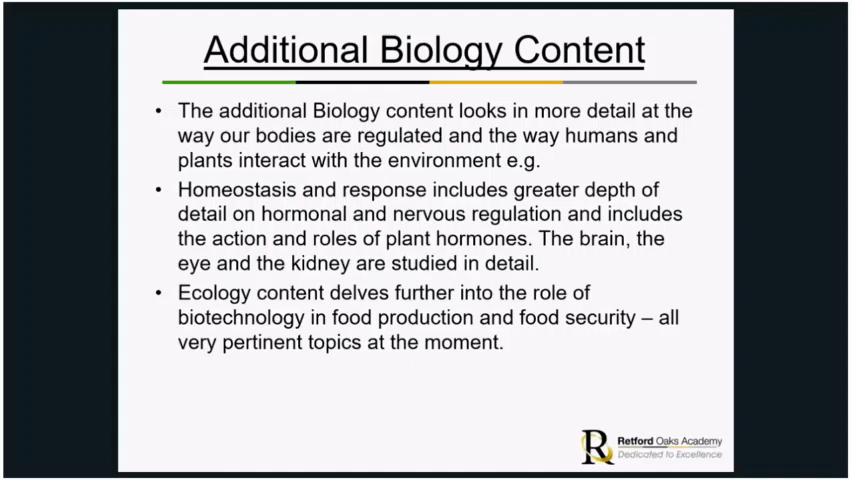 Additional Biology Content
• The additional Biology content looks in more detail at the
way our bodies are regulated and the way humans and
plants interact with the environment e.g.
• Homeostasis and response includes greater depth of
detail on hormonal and nervous regulation and includes
the action and roles of plant hormones. The brain, the
eye and the kidney are studied in detail.
• Ecology content delves further into the role of
biotechnology in food production and food security – all
very pertinent topics at the moment.
R
Retford Oaks Academy
Dedicated to Excellence